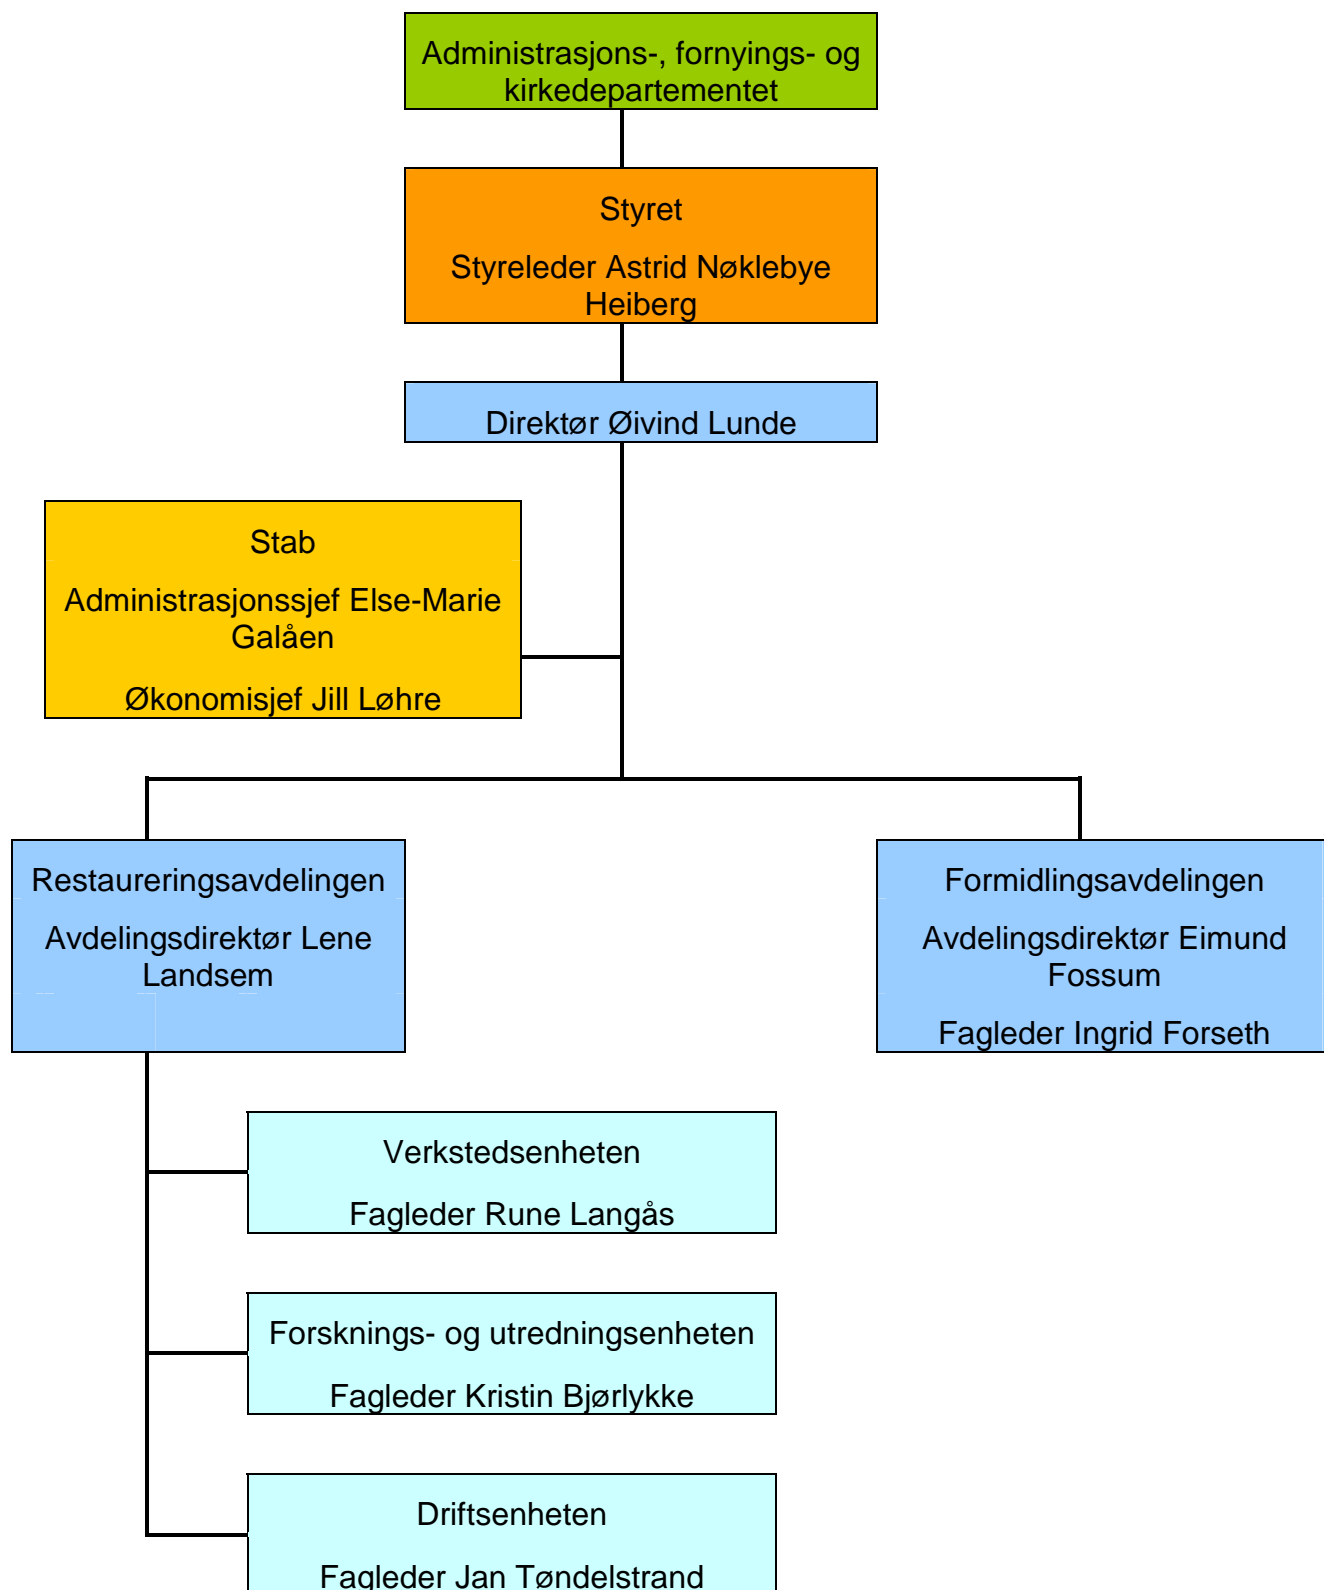 Administrasjons-, fornyings- og
kirkedepartementet
Styret
Styreleder Astrid Nøklebye
Heiberg
Direktør Øivind Lunde
Stab
Administrasjonssjef Else-Marie
Galåen
Økonomisjef Jill Løhre
Restaureringsavdelingen
Avdelingsdirektør Lene
Landsem
Formidlingsavdelingen
Avdelingsdirektør Eimund
Fossum
Fagleder Ingrid Forseth
Verkstedsenheten
Fagleder Rune Langås
Forsknings- og utredningsenheten
Fagleder Kristin Bjørlykke
Driftsenheten
Fagleder Jan Tøndelstrand